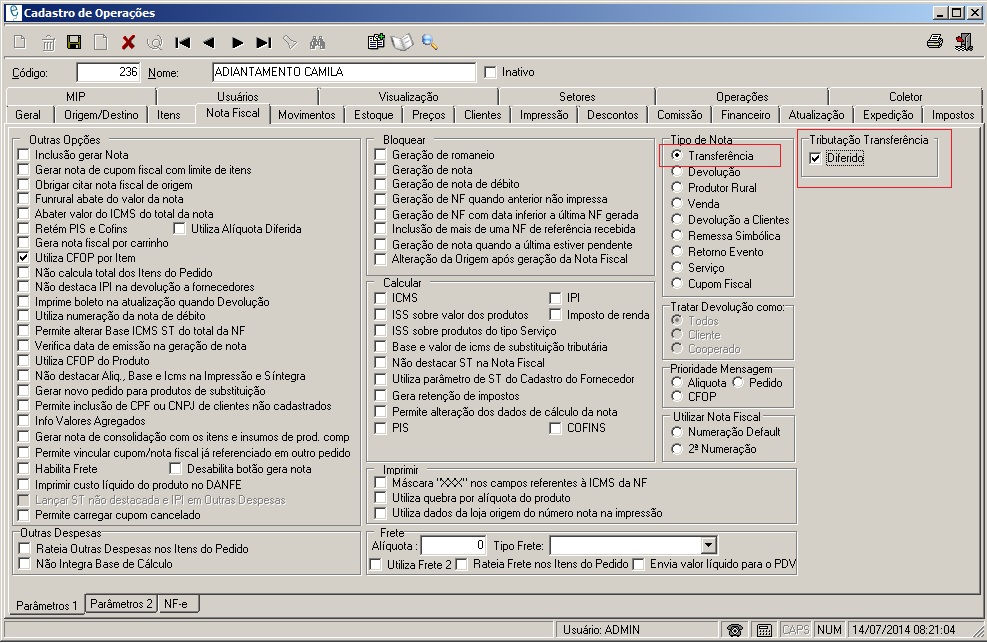 Cadastro de Operações
Código: 236 Nome: ADIANTAMENTO CAMILA Inativo
MIP Usuários Visualização Setores Operações Coletor
Geral Origem/Destino Itens Nota Fiscal Movimentos Estoque Preços Clientes Impressão Descontos Comissão Financeiro Atualização Expedição Impostos
Outras Opções
Inclusão gerar Nota
Gerar nota de cupom fiscal com limite de itens
Obrigar citar nota fiscal de origem
Funrural abate do valor da nota
Abater valor do ICMS do total da nota
Retém PIS e Cofins Utiliza Alíquota Diferida
Gera nota fiscal por carrinho
Utiliza CFOP por Item
Não calcula total dos Itens do Pedido
Não destaca IPI na devolução a fornecedores
Imprime boleto na atualização quando Devolução
Utiliza numeração da nota de débito
Permite alterar Base ICMS ST do total da NF
Verifica data de emissão na geração de nota
Utiliza CFOP do Produto
Não destacar Aliq., Base e Icms na Impressão e Síntegra
Gerar novo pedido para produtos de substituição
Permite inclusão de CPF ou CNPJ de clientes não cadastrados
Info Valores Agregados
Gerar nota de consolidação com os itens e insumos de prod. comp
Permite vincular cupom/nota fiscal já referenciado em outro pedido
Habilita Frete Desabilita botão gera nota
Imprimir custo líquido do produto no DANFE
Lançar ST não destacada e IPI em Outras Despesas
Permite carregar cupom cancelado
Outras Despesas
Rateia Outras Despesas nos Itens do Pedido
Não Integra Base de Cálculo
Bloquear
Geração de romaneio
Geração de nota
Geração de nota de débito
Geração de NF quando anterior não impressa
Geração de NF com data inferior a última NF gerada
Inclusão de mais de uma NF de referência recebida
Geração de nota quando a última estiver pendente
Alteração da Origem após geração da Nota Fiscal
Calcular
ICMS IPI
ISS sobre valor dos produtos Imposto de renda
ISS sobre produtos do tipo Serviço
Base e valor de icms de substituição tributária
Não destacar ST na Nota Fiscal
Utiliza parâmetro de ST do Cadastro do Fornecedor
Gera retenção de impostos
Permite alteração dos dados de cálculo da nota
PIS COFINS
Imprimir
Máscara "XXX" nos campos referentes à ICMS da NF
Utiliza quebra por alíquota do produto
Utiliza dados da loja origem do número nota na impressão
Frete
Alíquota : 0 Tipo Frete:
Utiliza Frete 2 Rateia Frete nos Itens do Pedido Envia valor líquido para o PDV
Tipo de Nota
Transferência
Devolução
Produtor Rural
Venda
Devolução a Clientes
Remessa Simbólica
Retorno Evento
Serviço
Cupom Fiscal
Tratar Devolução como:
Todos
Cliente
Cooperado
Prioridade Mensagem
Aliquota Pedido
CFOP
Utilizar Nota Fiscal
Numeração Default
2ª Numeração
Tributação Transferência
Diferido
Parâmetros 1 Parâmetros 2 NF-e
Usuário: ADMIN CAPS NUM 14/07/2014 08:21:04